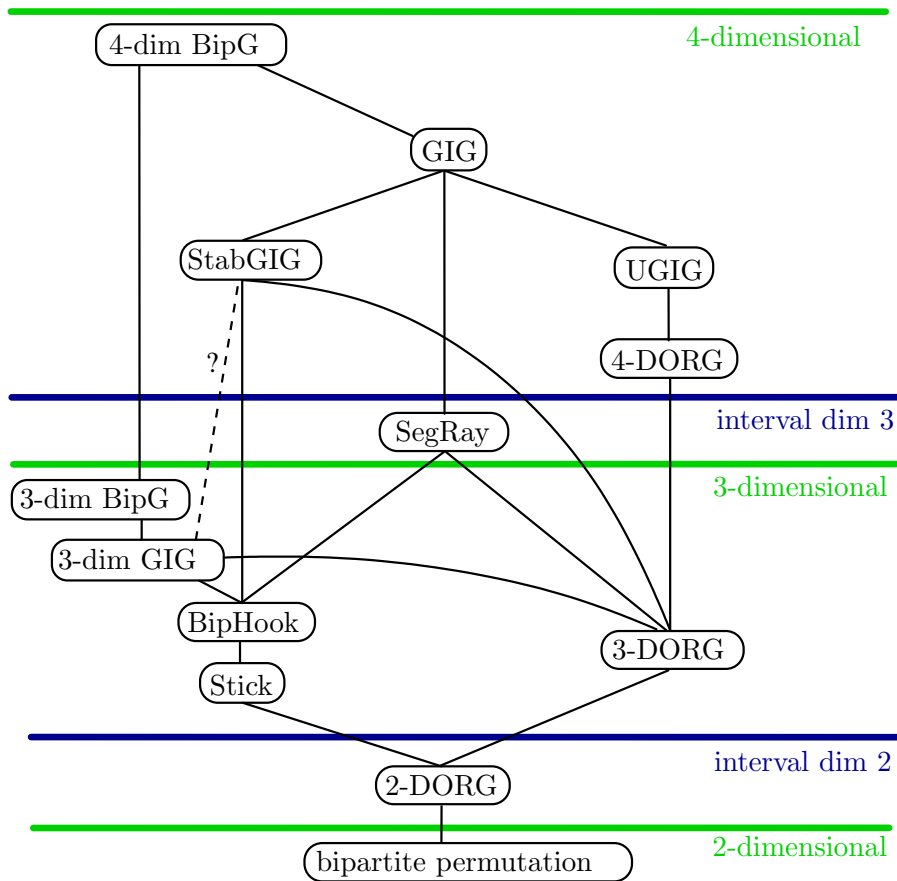 4-dimensional
4-dim BipG
GIG
StabGIG
UGIG
?
4-DORG
interval dim 3
SegRay
3-dimensional
3-dim BipG
3-dim GIG
BipHook
3-DORG
Stick
interval dim 2
2-DORG
2-dimensional
bipartite permutation